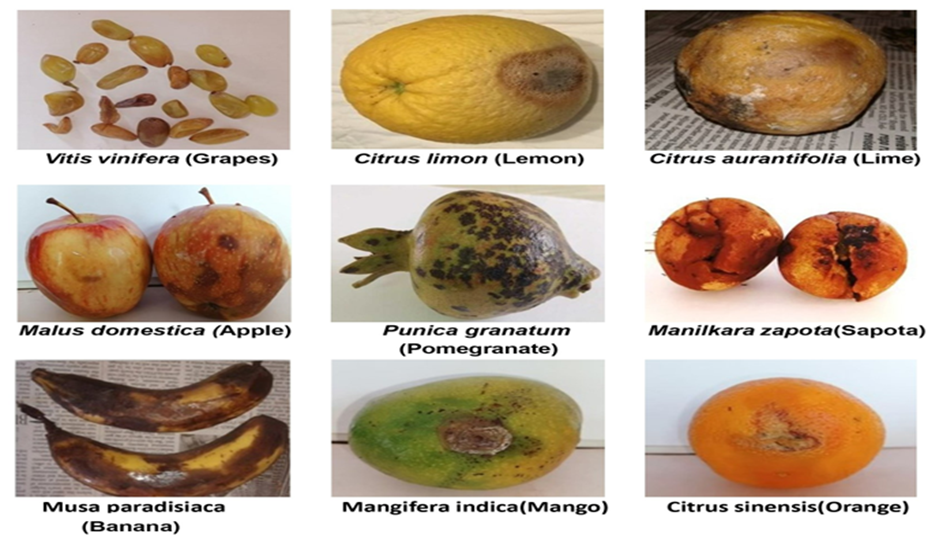 Vitis vinifera (Grapes)
Citrus limon (Lemon)
Citrus aurantifolia (Lime)
Malus domestica (Apple)
Punica granatum
(Pomegranate)
Manilkara zapota(Sapota)
Musa paradisiaca
(Banana)
Mangifera indica(Mango)
Citrus sinensis(Orange)